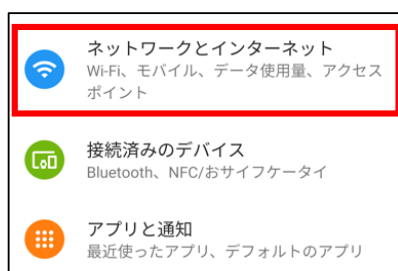 ネットワークとインターネット
Wi-Fi、モバイル、データ使用量、アクセス
ポイント
接続済みのデバイス
Bluetooth、NFC/おサイフケータイ
アプリと通知
最近使ったアプリ、デフォルトのアプリ